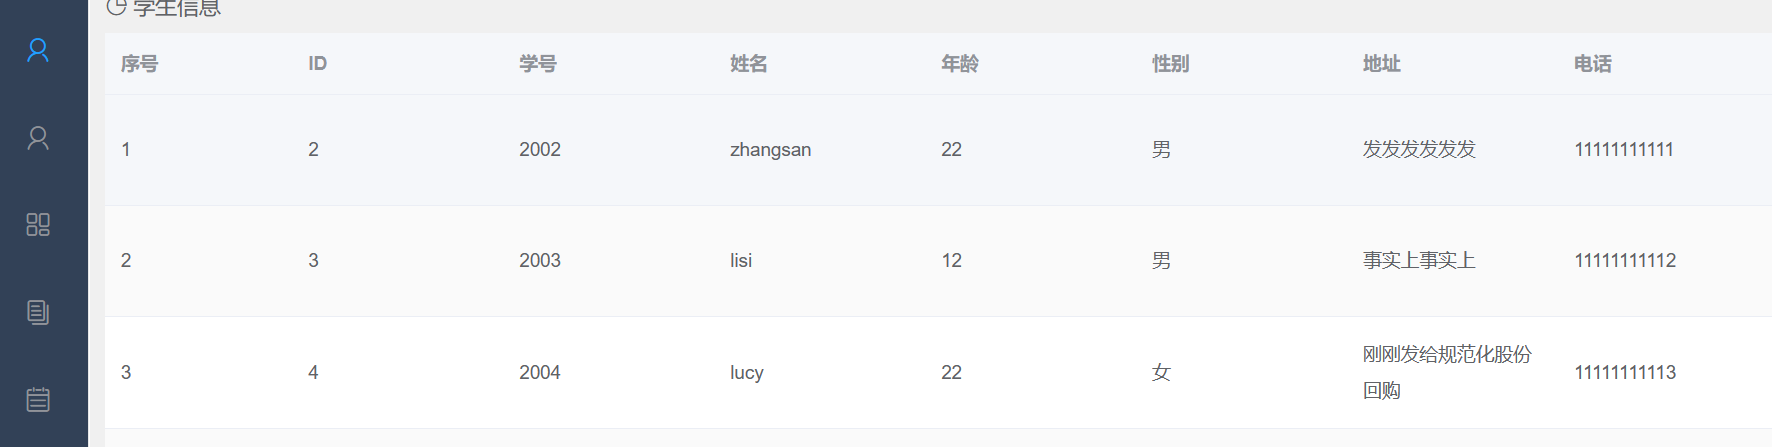 学生信息
序号 ID 学号 姓名 年龄 性别 地址 电话
1 2 2002 zhangsan 22 男 发发发发发发 11111111111
2 3 2003 lisi 12 男 事实上事实上 11111111112
3 4 2004 lucy 22 女 刚刚发给规范化股份 11111111113
回购